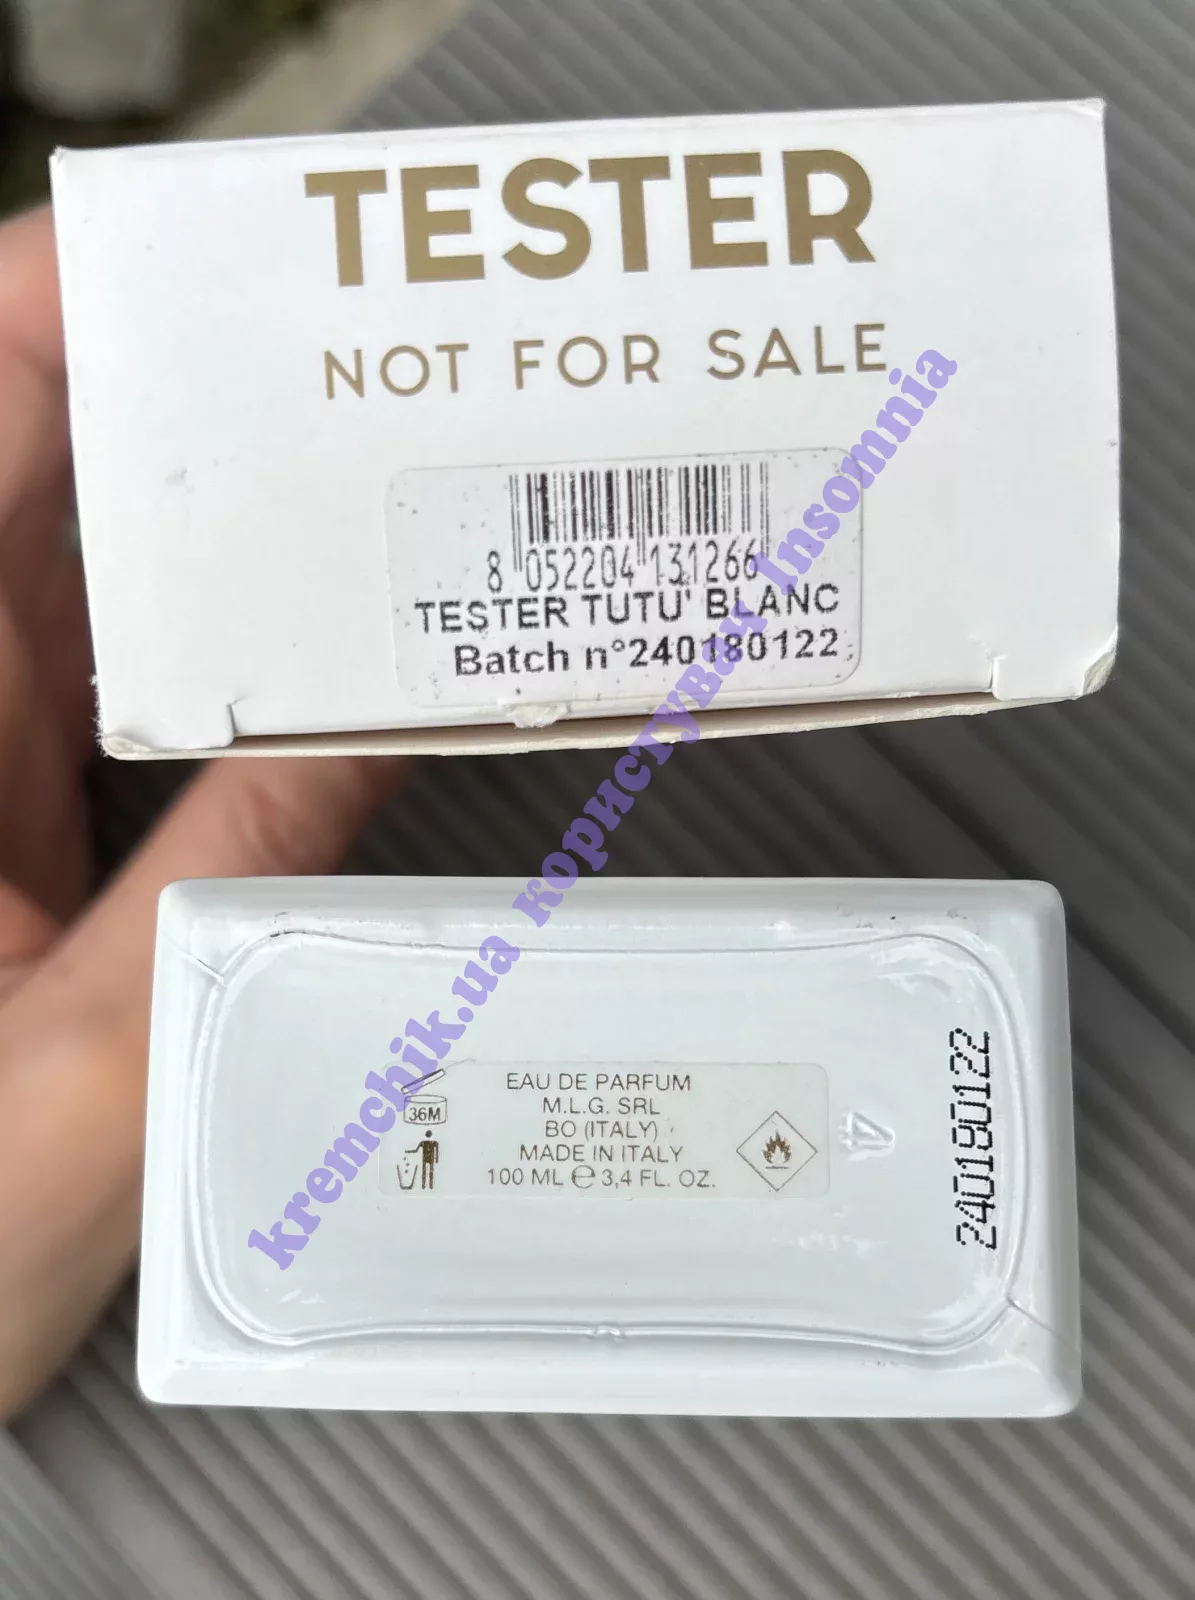 TESTER
NOT FOR SALE
8 052204 131266
TESTER TUTU' BLANC
Batch n°240180122
kremchik.ua користувач Insomnia
36M
EAU DE PARFUM
M.L.G. SRL
BO (ITALY)
MADE IN ITALY
100 ML ℮ 3,4 FL. OZ.
4
240180122